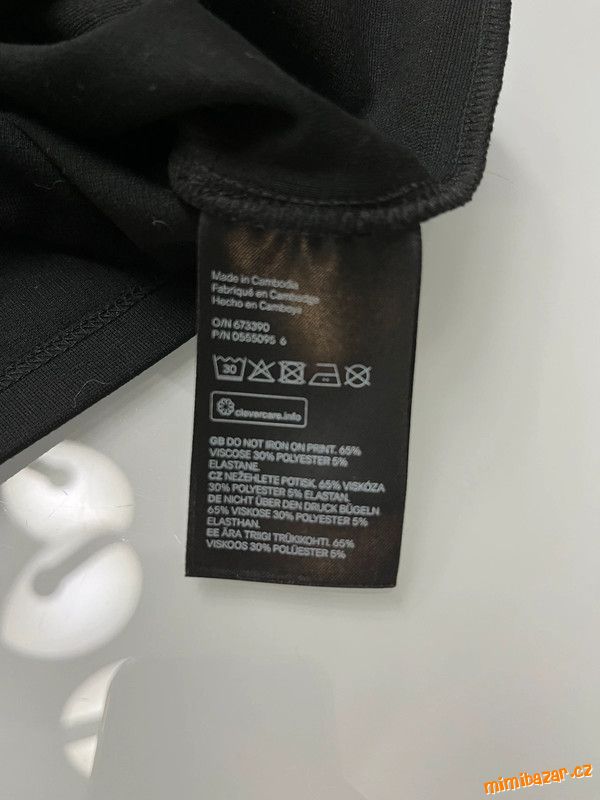 Made in Cambodia
Fabriqué en Cambodge
Hecho en Camboya
O/N 673390
P/N 0555095 6
30
clevercare.info
GB DO NOT IRON ON PRINT. 65%
VISCOSE 30% POLYESTER 5%
ELASTANE.
CZ NEŽEHLETE POTISK. 65% VISKÓZA
30% POLYESTER 5% ELASTAN.
DE NICHT ÜBER DEN DRUCK BÜGELN
65% VISKOSE 30% POLYESTER 5%
ELASTHAN.
EE ÄRA TRIIGI TRÜKIKOHTI. 65%
VISKOOS 30% POLÜESTER 5%
mimibazar.cz